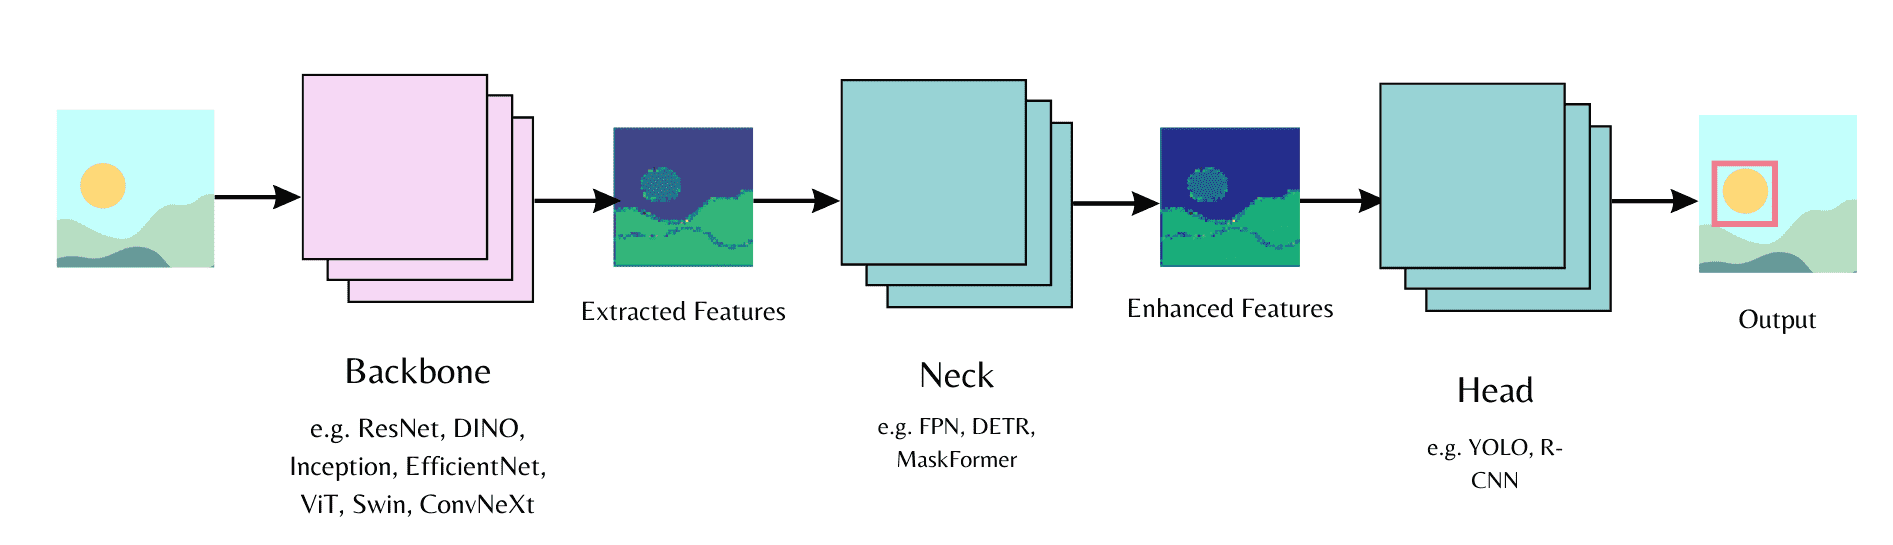 Extracted Features
Enhanced Features
Output
Backbone
e.g. ResNet, DINO,
Inception, EfficientNet,
ViT, Swin, ConvNeXt
Neck
e.g. FPN, DETR,
MaskFormer
Head
e.g. YOLO, R-
CNN